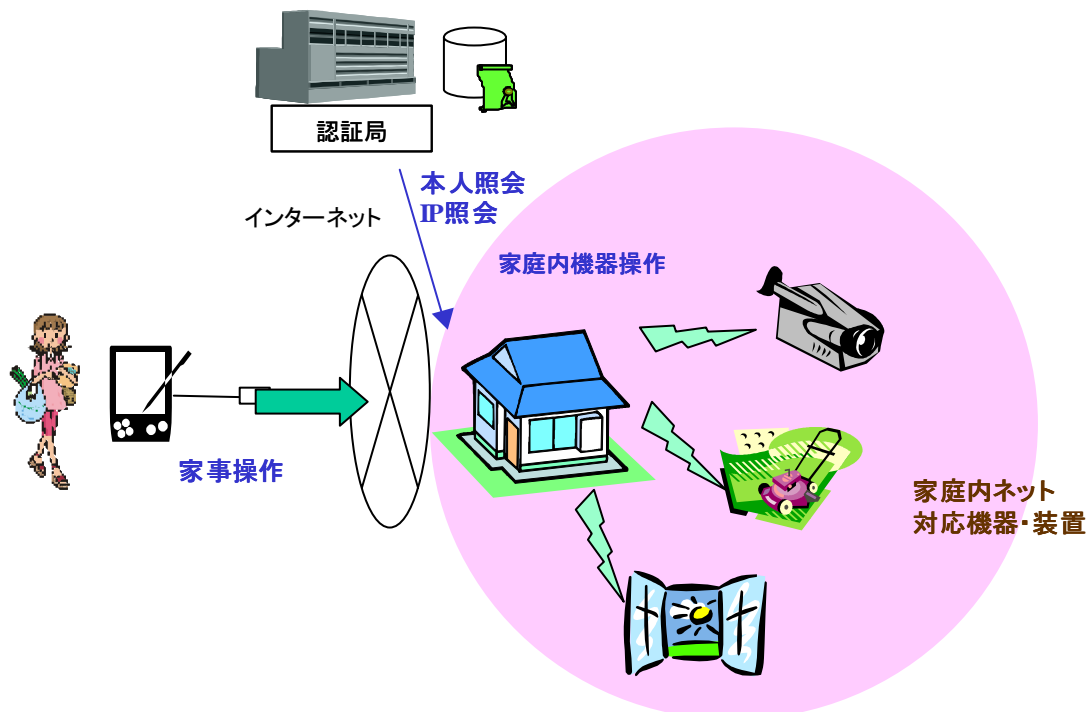 認証局
本人照会
IP照会
インターネット
家庭内機器操作
家事操作
家庭内ネット
対応機器・装置